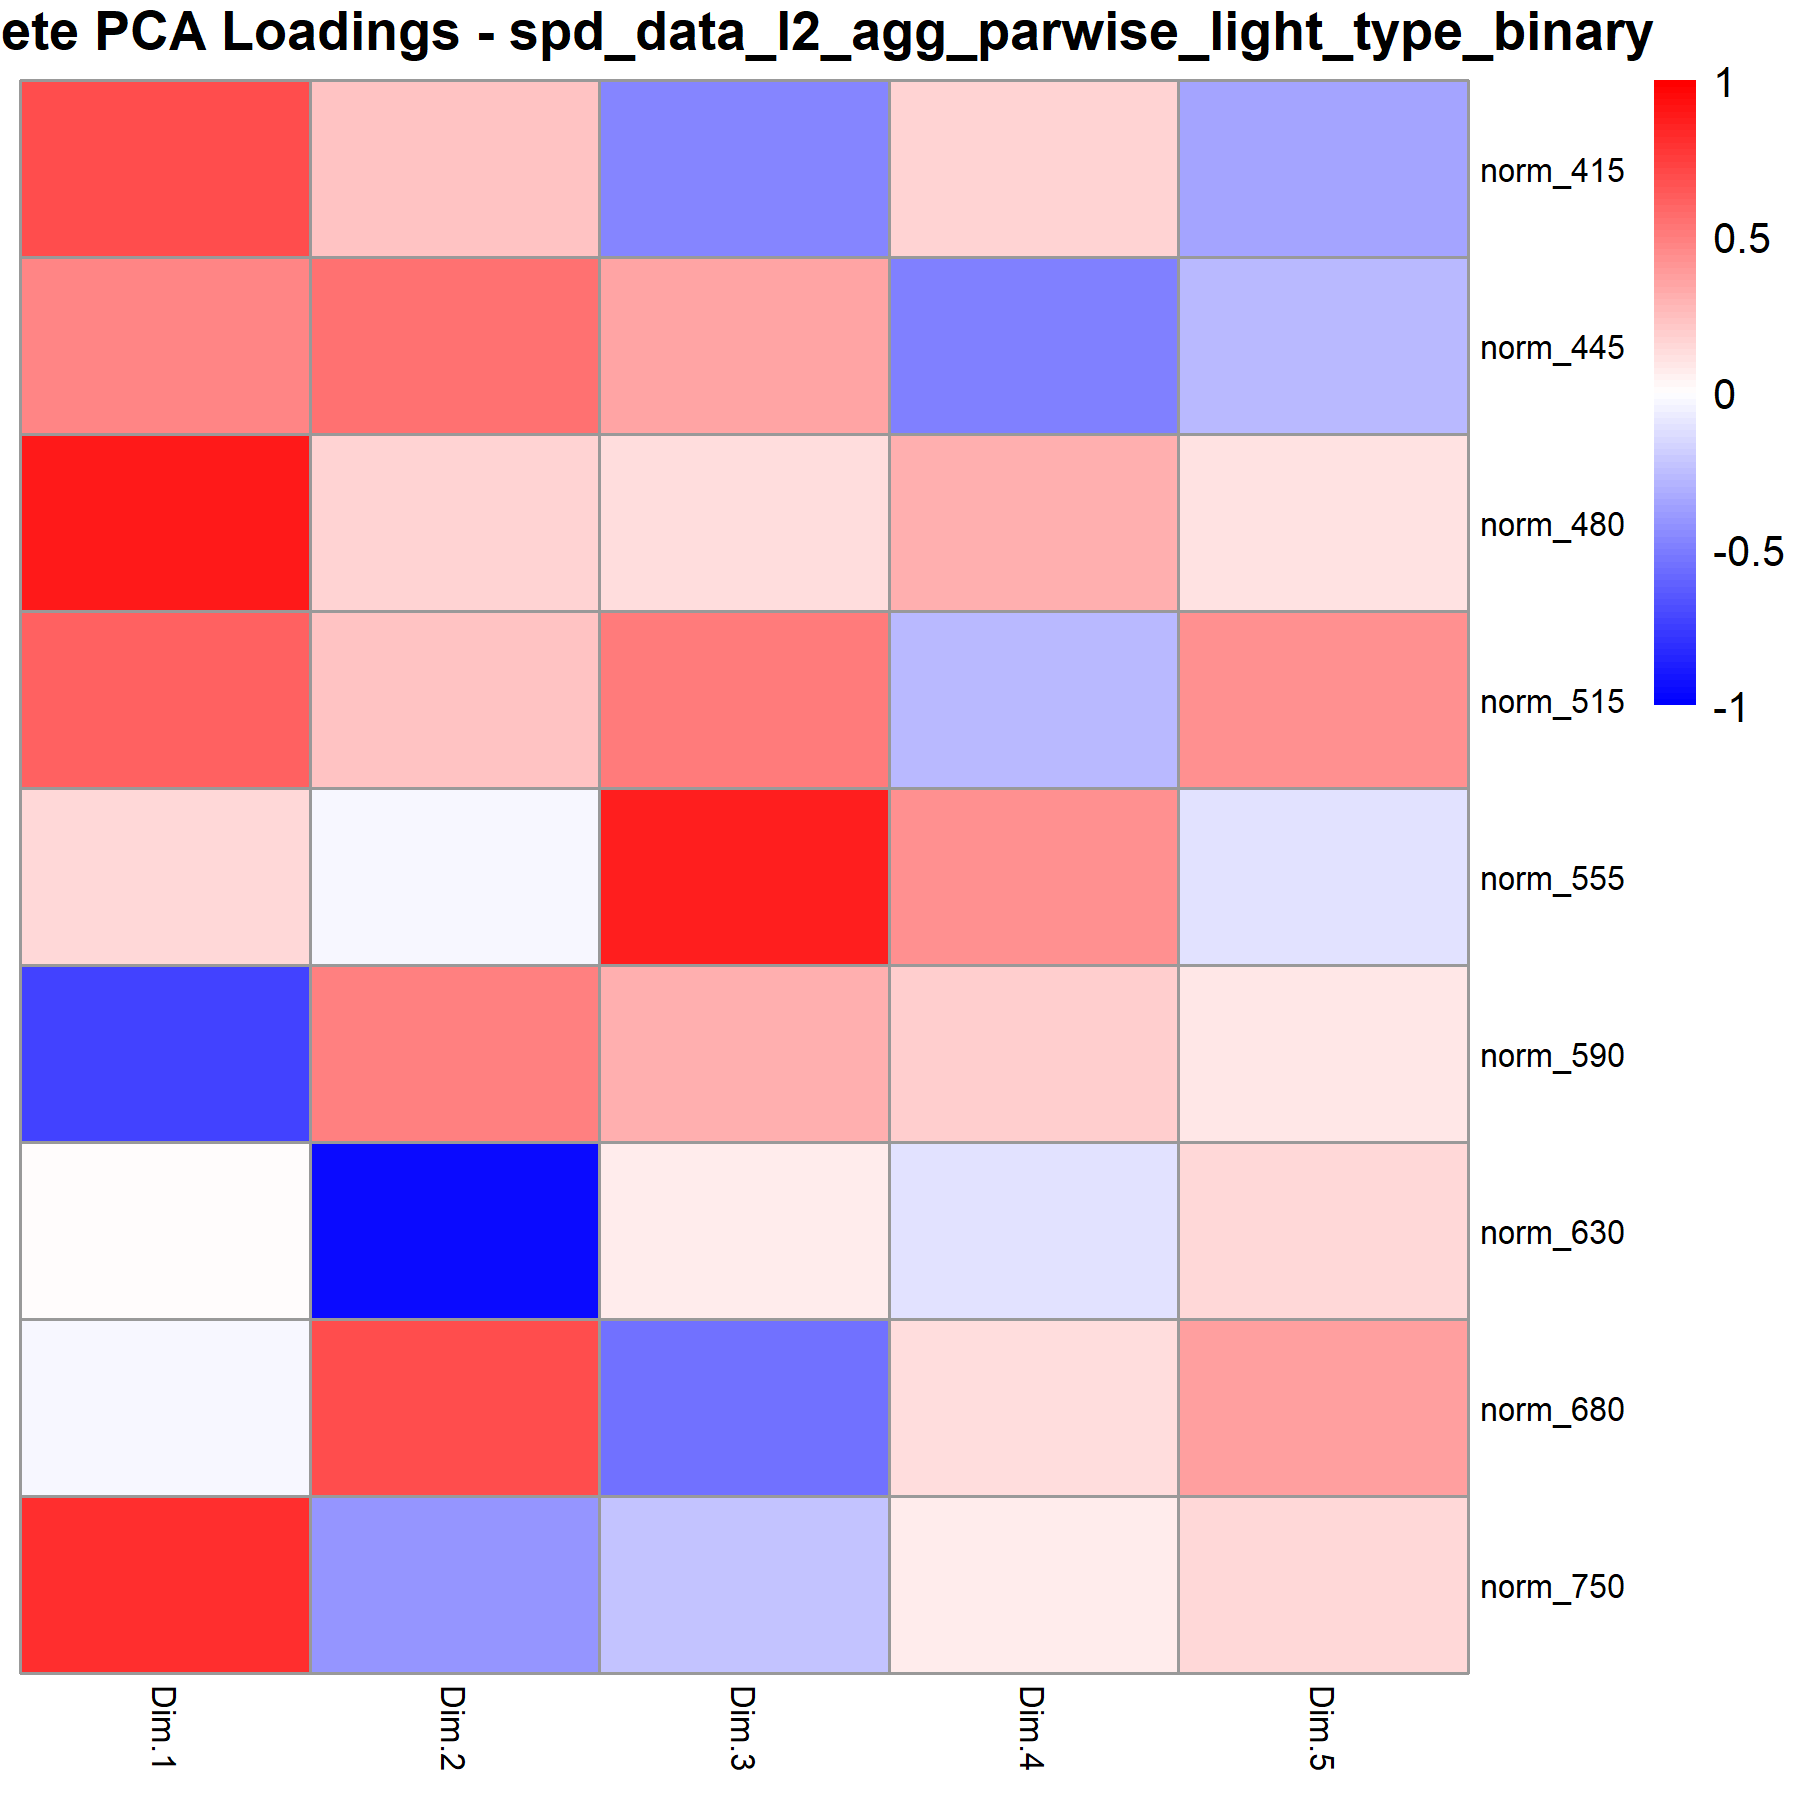 ete PCA Loadings - spd_data_l2_agg_parwise_light_type_binary
1
0.5
0
-0.5
-1
norm_415
norm_445
norm_480
norm_515
norm_555
norm_590
norm_630
norm_680
norm_750
Dim.1
Dim.2
Dim.3
Dim.4
Dim.5